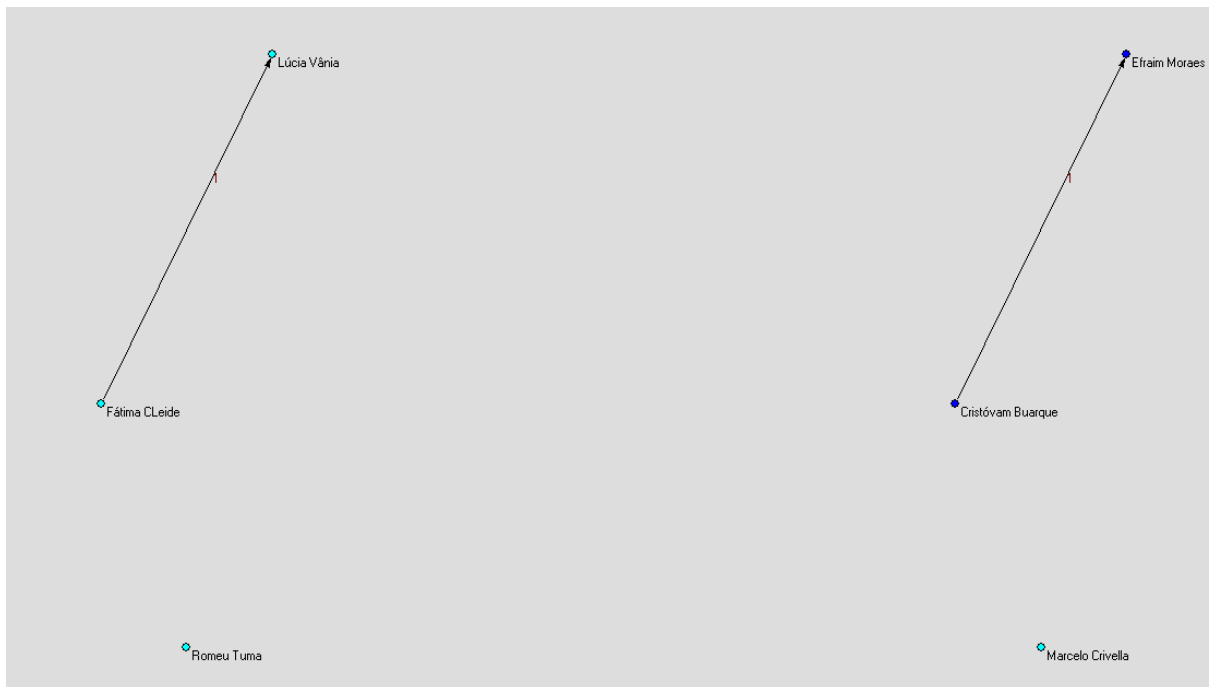 Lúcia Vânia
Efraim Moraes
1
1
Fátima CLeide
Cristóvam Buarque
Romeu Tuma
Marcelo Crivella